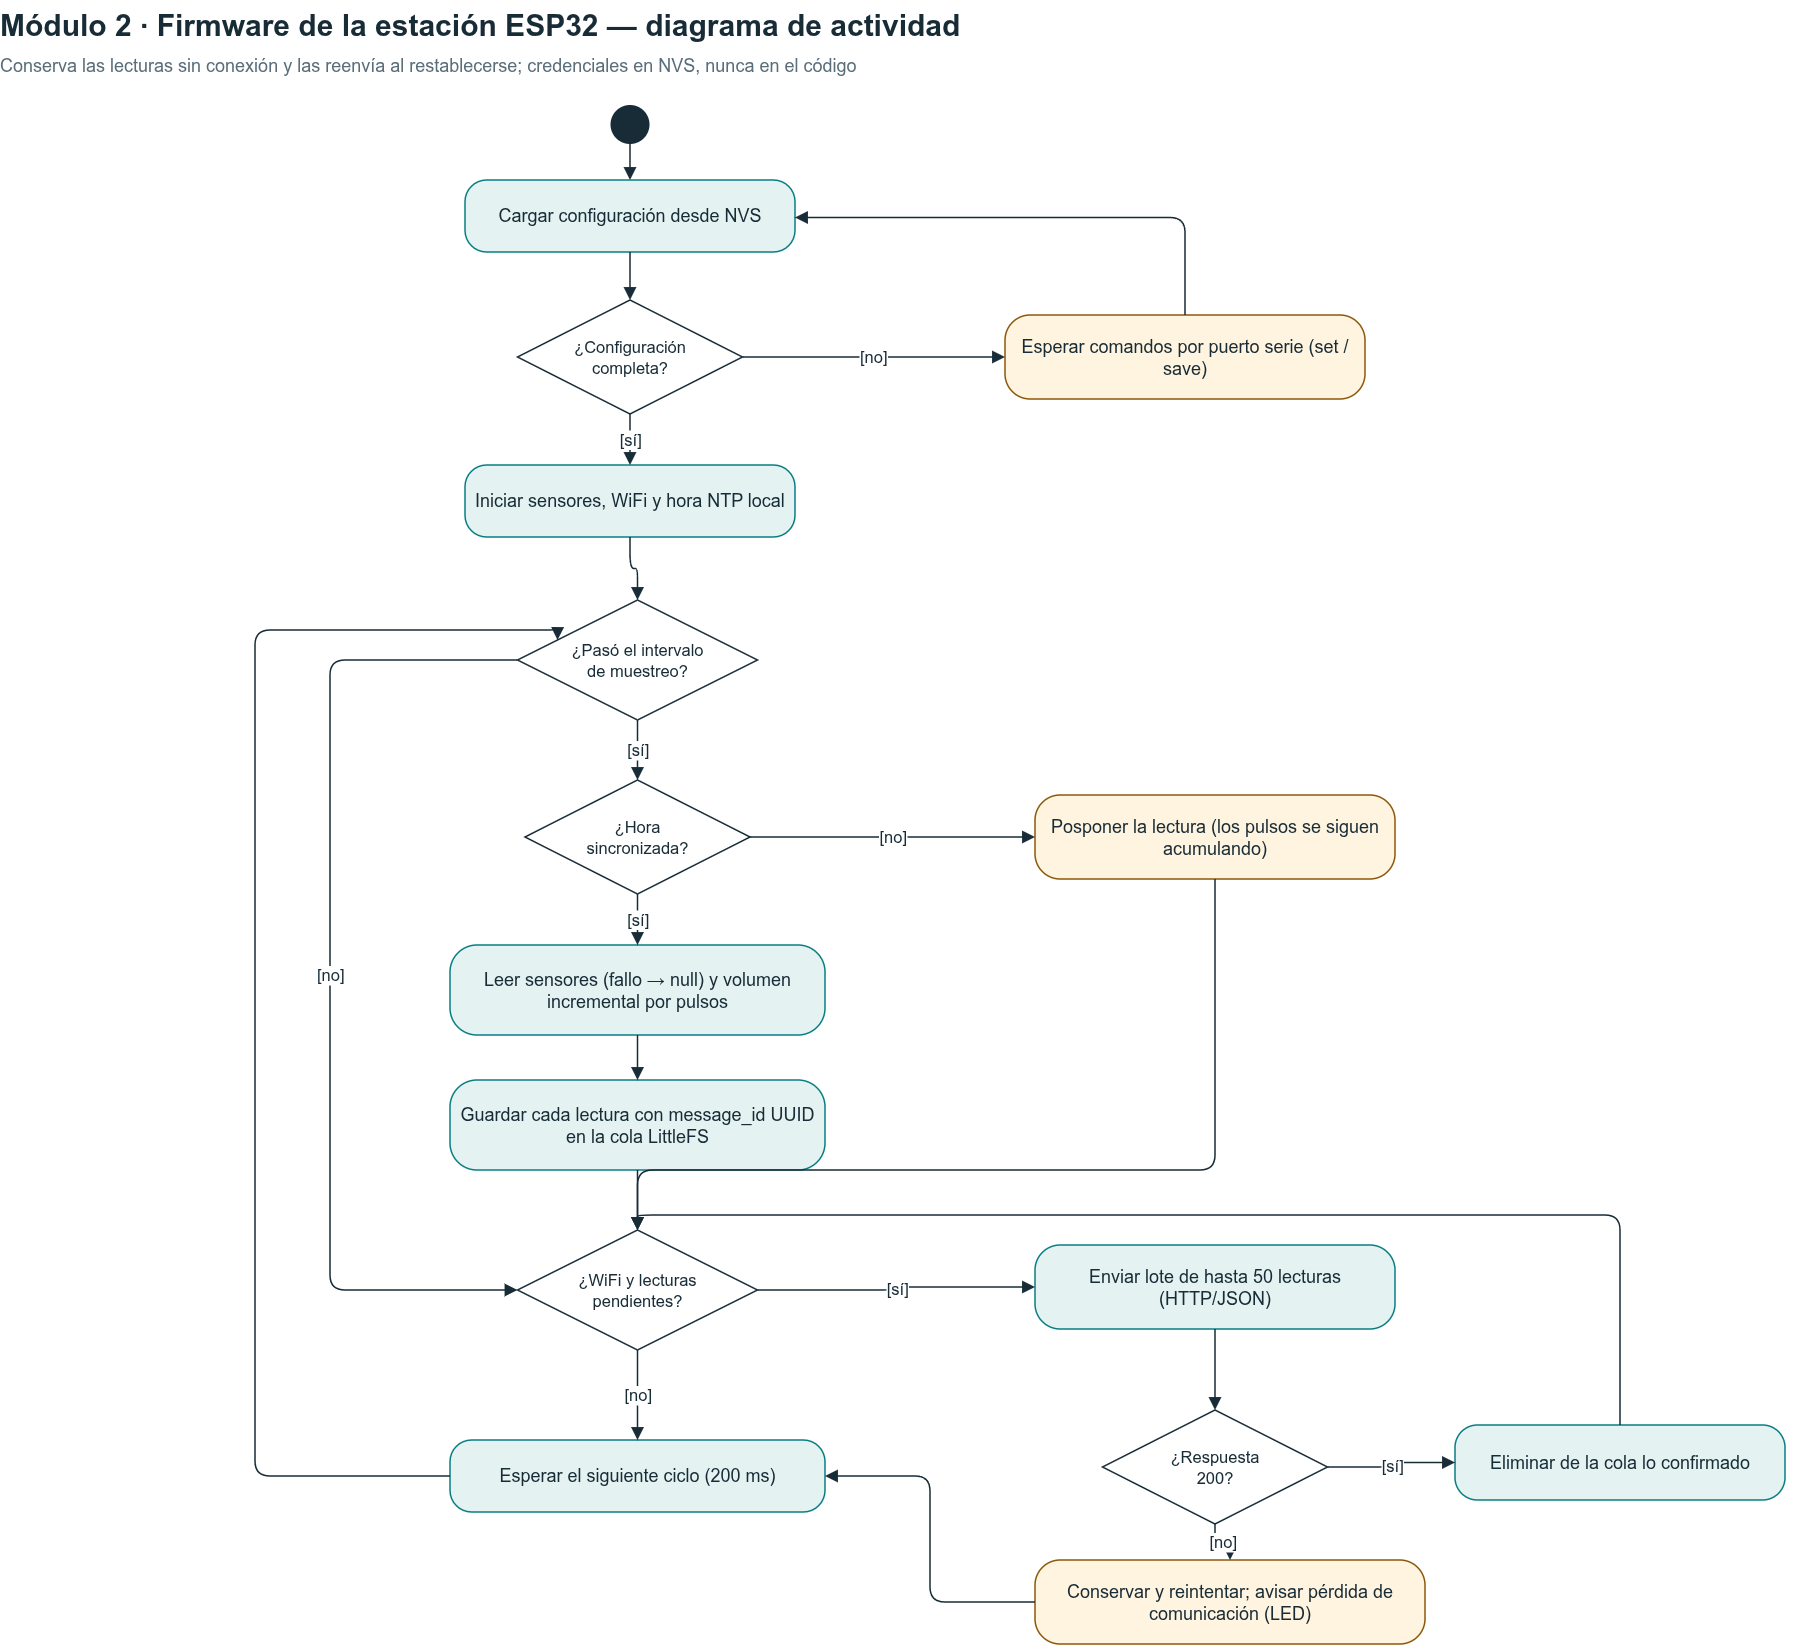 Módulo 2 · Firmware de la estación ESP32 — diagrama de actividad
Conserva las lecturas sin conexión y las reenvía al restablecerse; credenciales en NVS, nunca en el código
Cargar configuración desde NVS
¿Configuración
completa?
[no]
Esperar comandos por puerto serie (set /
save)
[sí]
Iniciar sensores, WiFi y hora NTP local
¿Pasó el intervalo
de muestreo?
[sí]
¿Hora
sincronizada?
[no]
Posponer la lectura (los pulsos se siguen
acumulando)
[sí]
[no]
Leer sensores (fallo → null) y volumen
incremental por pulsos
Guardar cada lectura con message_id UUID
en la cola LittleFS
¿WiFi y lecturas
pendientes?
[sí]
Enviar lote de hasta 50 lecturas
(HTTP/JSON)
[no]
Esperar el siguiente ciclo (200 ms)
¿Respuesta
200?
[sí]
Eliminar de la cola lo confirmado
[no]
Conservar y reintentar; avisar pérdida de
comunicación (LED)